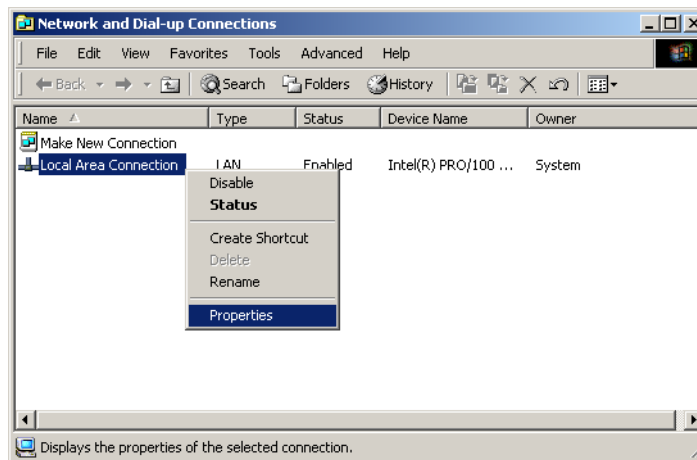 Network and Dial-up Connections
File Edit View Favorites Tools Advanced Help
Back Search Folders History
Name Type Status Device Name Owner
Make New Connection
Local Area Connection LAN Enabled Intel(R) PRO/100 ... System
Disable
Status
Create Shortcut
Delete
Rename
Properties
Displays the properties of the selected connection.